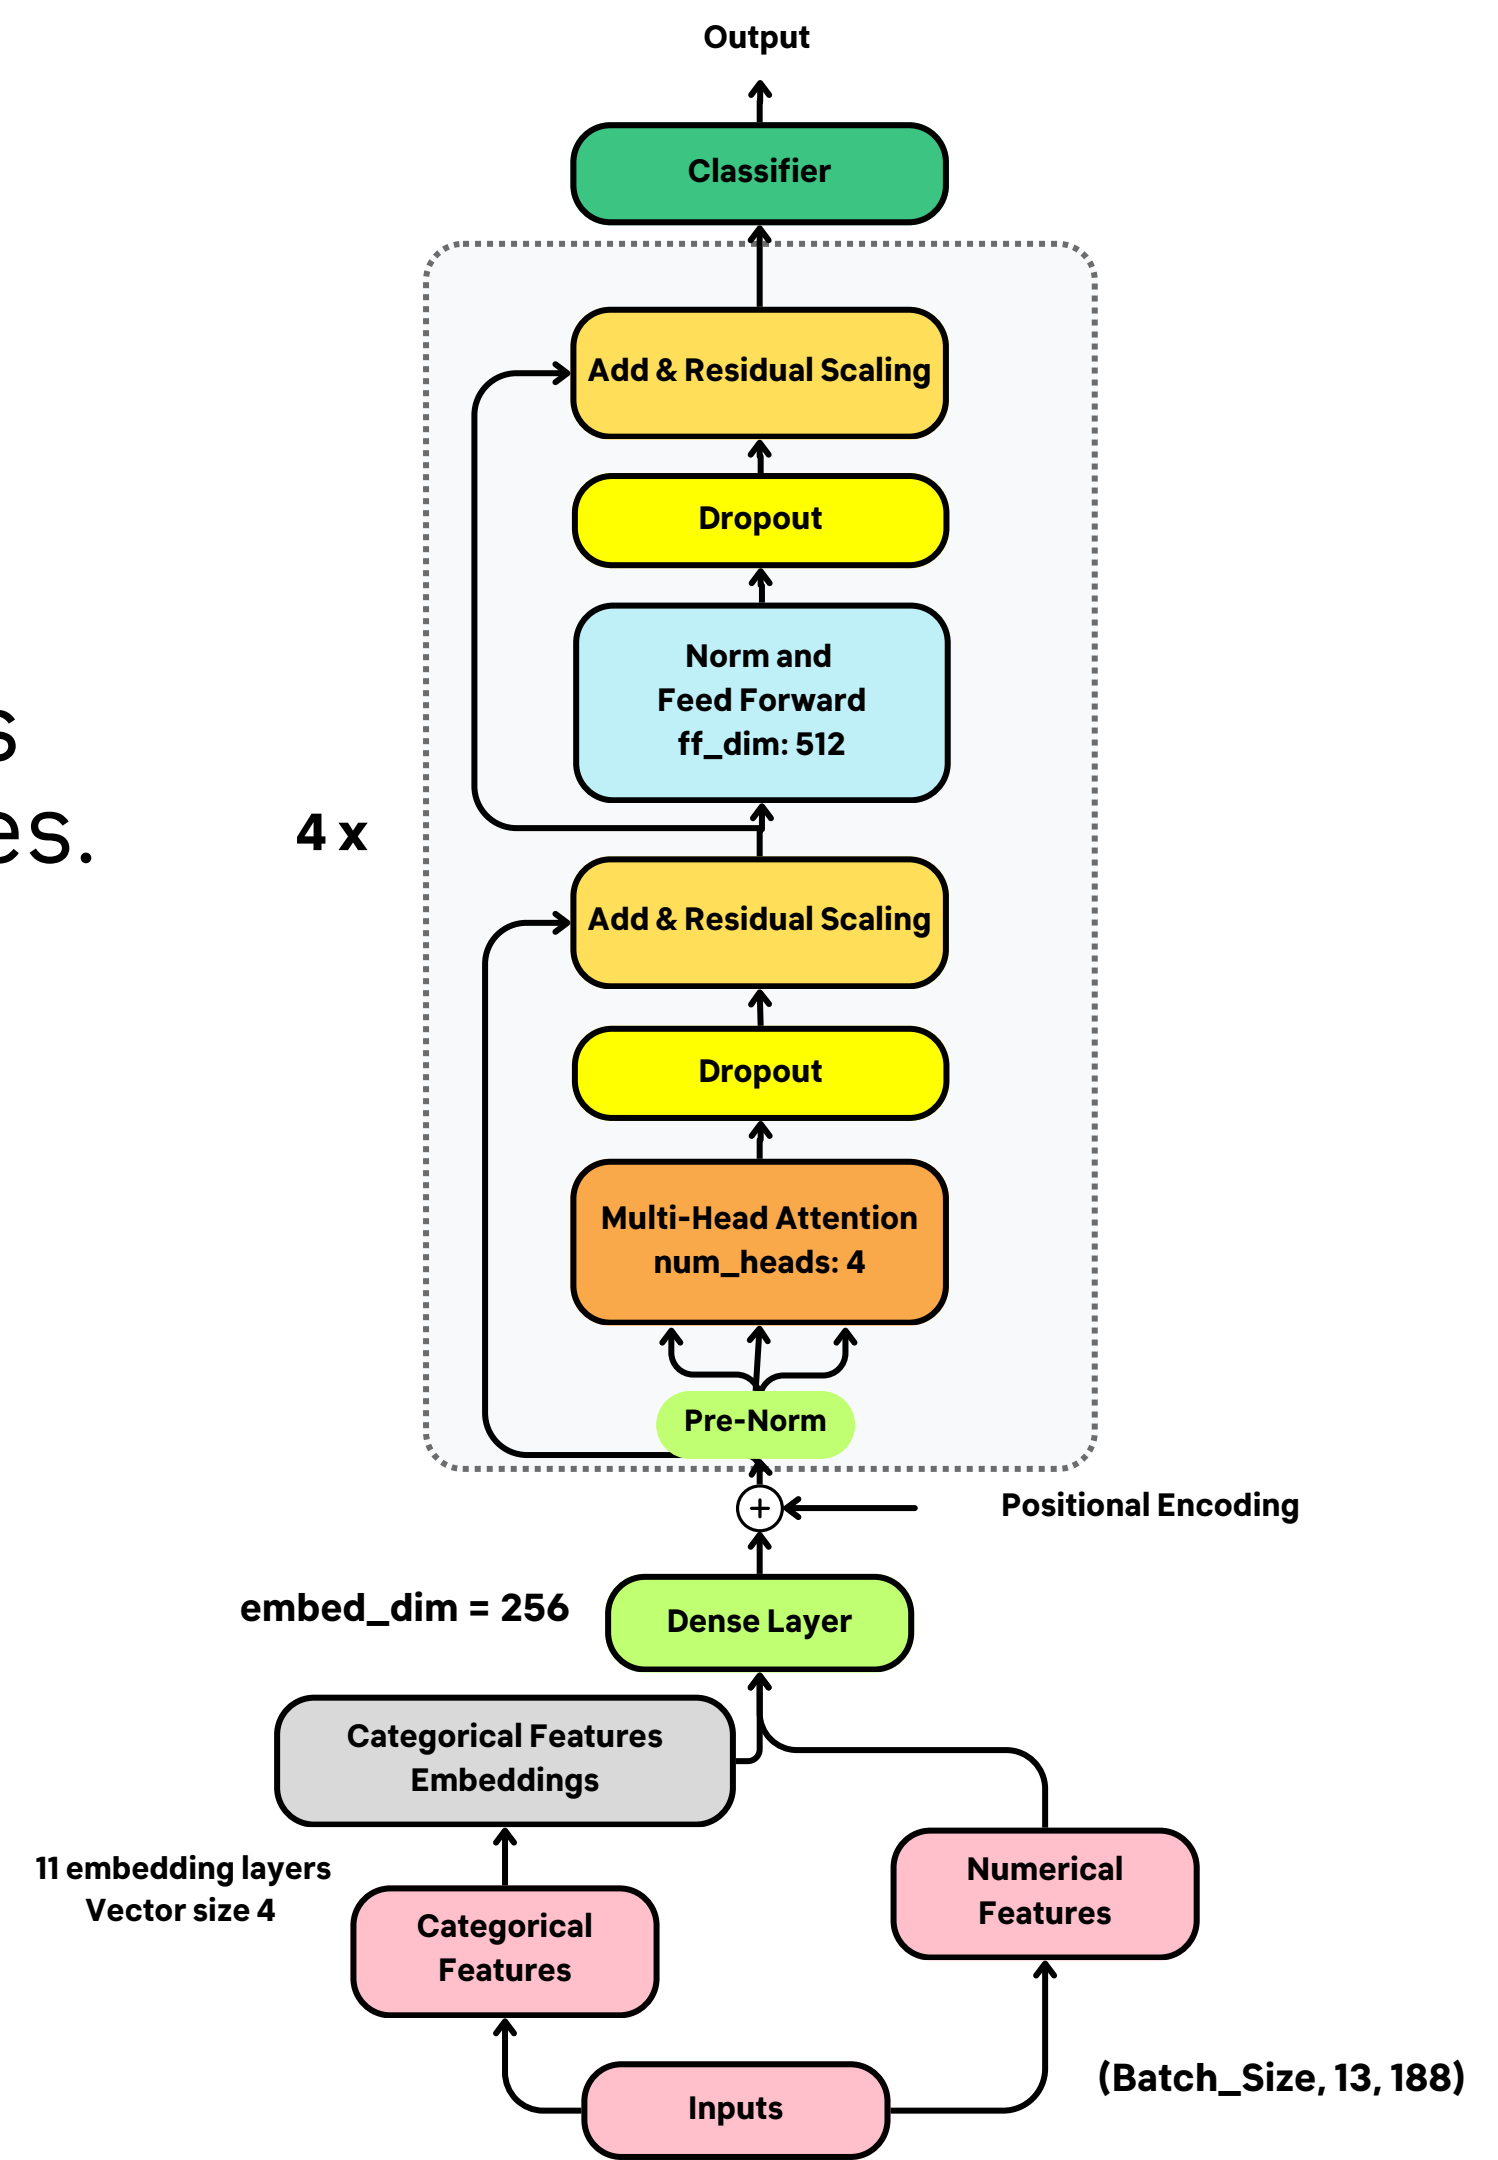 Output
Classifier
Add & Residual Scaling
Dropout
Norm and
Feed Forward
ff_dim: 512
s
es.
4 x
Add & Residual Scaling
Dropout
Multi-Head Attention
num_heads: 4
Pre-Norm
+
Positional Encoding
embed_dim = 256
Dense Layer
Categorical Features
Embeddings
11 embedding layers
Vector size 4
Categorical
Features
Numerical
Features
(Batch_Size, 13, 188)
Inputs